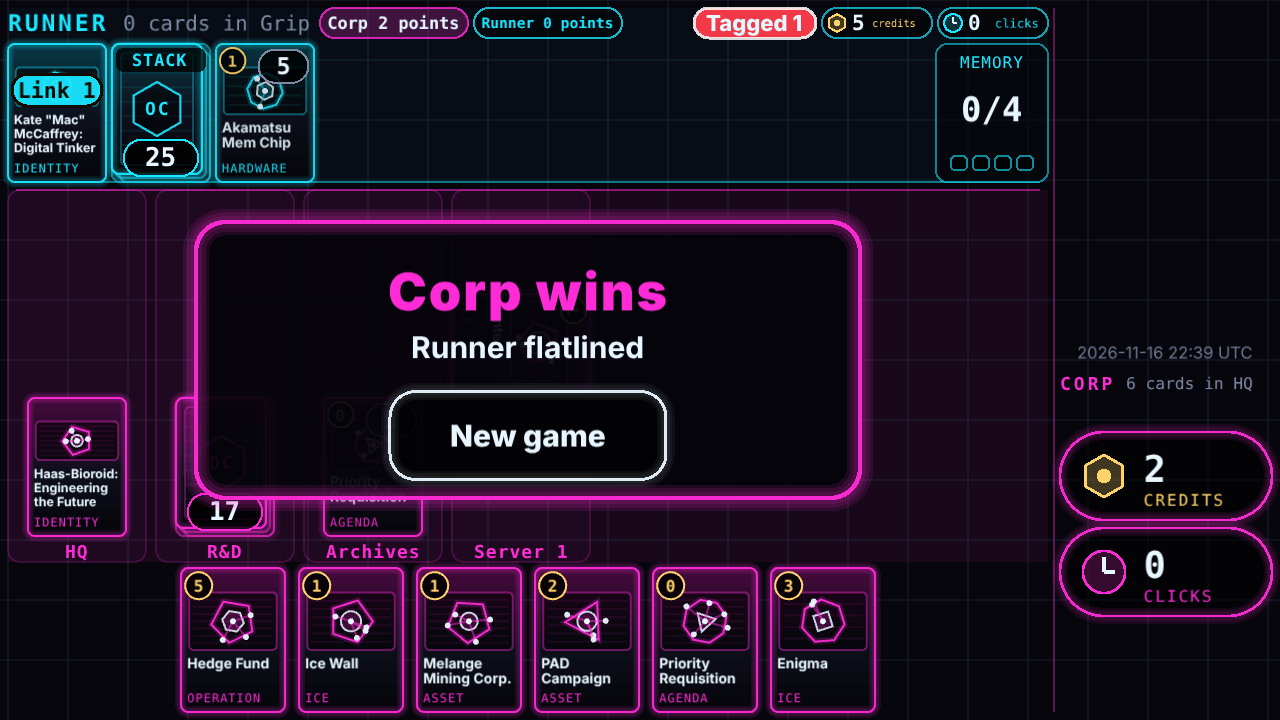 RUNNER 0 cards in Grip Corp 2 points Runner 0 points Tagged 1 5 credits 0 clicks
Link 1
Kate "Mac"
McCaffrey:
Digital Tinker
IDENTITY
STACK
OC
25
1
5
Akamatsu
Mem Chip
HARDWARE
MEMORY
0/4
Corp wins
Runner flatlined
New game
2026-11-16 22:39 UTC
CORP 6 cards in HQ
2
CREDITS
0
CLICKS
Haas-Bioroid:
Engineering
the Future
IDENTITY
HQ
OC
17
R&D
0
Priority
Requisition
AGENDA
Archives
Server 1
5
Hedge Fund
OPERATION
1
Ice Wall
ICE
1
Melange
Mining Corp.
ASSET
2
PAD
Campaign
ASSET
0
Priority
Requisition
AGENDA
3
Enigma
ICE